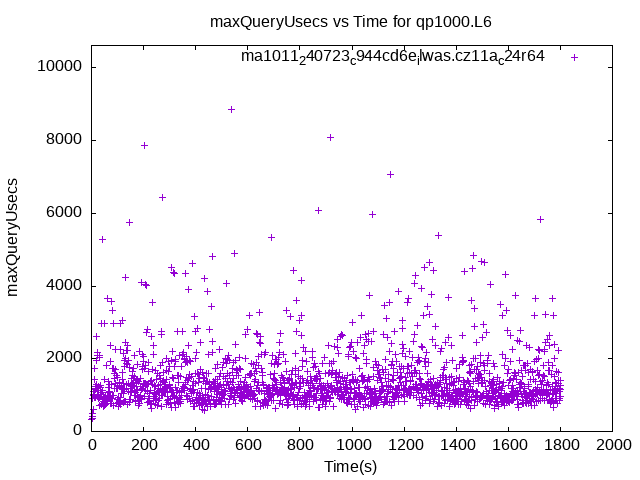 maxQueryUsecs vs Time for qp1000.L6
ma1011_240723_c944cd6e_ilwas.cz11a_c24r64
10000
8000
6000
4000
2000
0
maxQueryUsecs
0 200 400 600 800 1000 1200 1400 1600 1800 2000
Time(s)